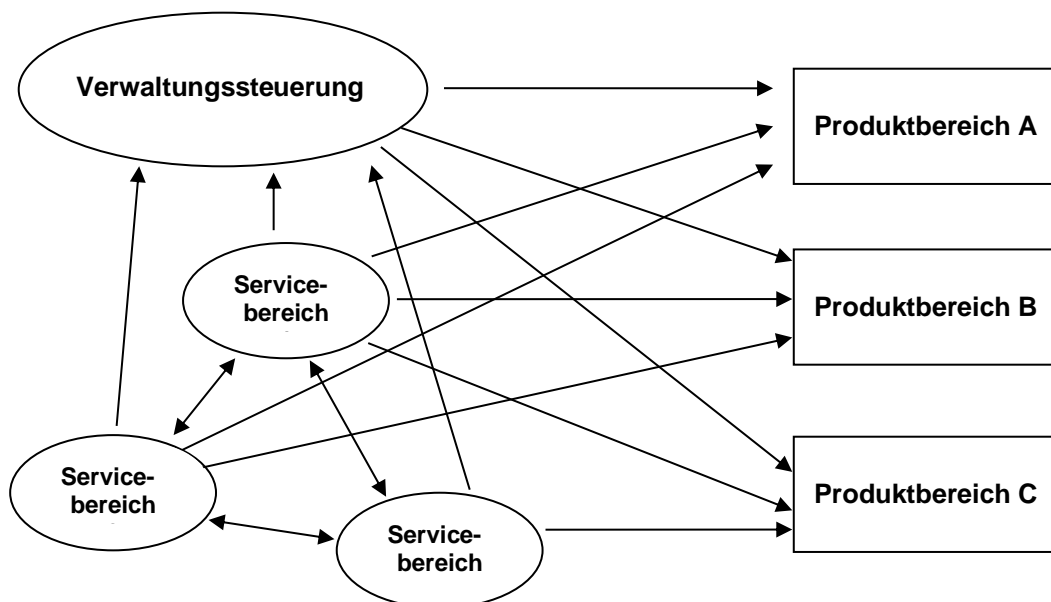 Verwaltungssteuerung
Produktbereich A
Service-
bereich
Produktbereich B
Service-
bereich
Produktbereich C
Service-
bereich